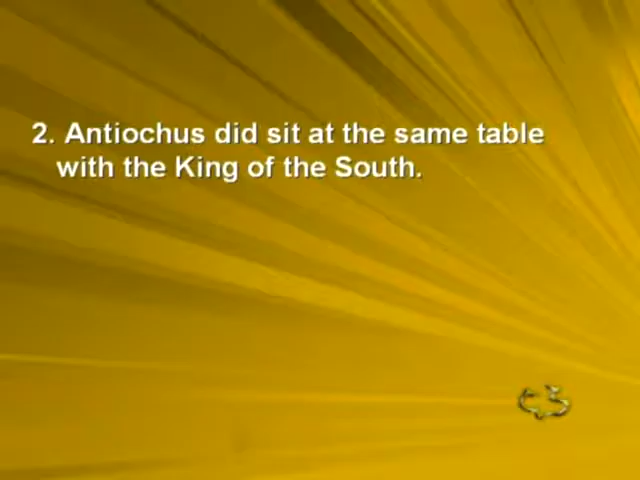 2. Antiochus did sit at the same table
with the King of the South.